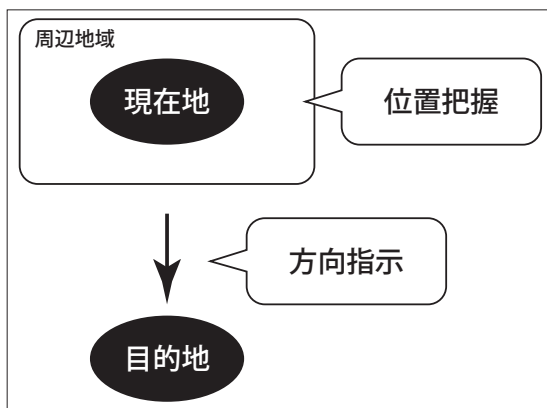 周辺地域
現在地
位置把握
方向指示
目的地